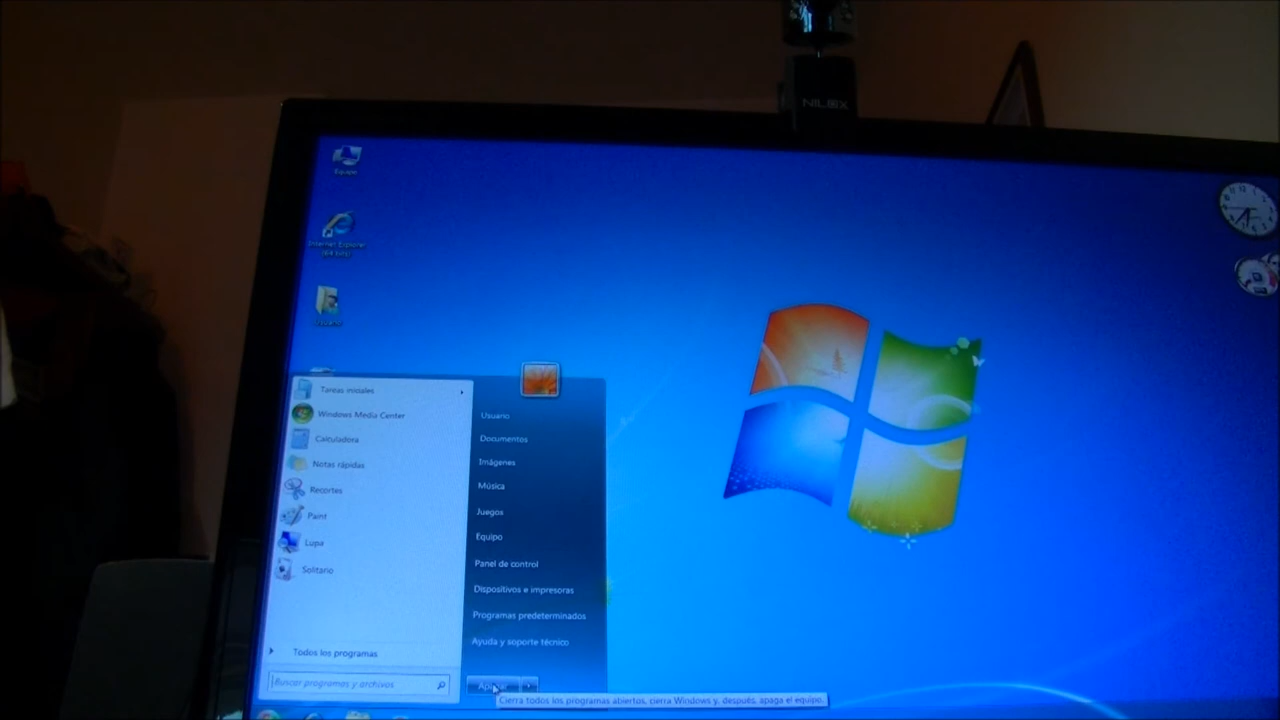 NILOX
Equipo
Internet Explorer
(64 bits)
Usuario
Tareas iniciales
Windows Media Center
Calculadora
Notas rápidas
Recortes
Paint
Lupa
Solitario
Todos los programas
Buscar programas y archivos
Usuario
Documentos
Imágenes
Música
Juegos
Equipo
Panel de control
Dispositivos e impresoras
Programas predeterminados
Ayuda y soporte técnico
Apagar
Cierra todos los programas abiertos, cierra Windows y, después, apaga el equipo.